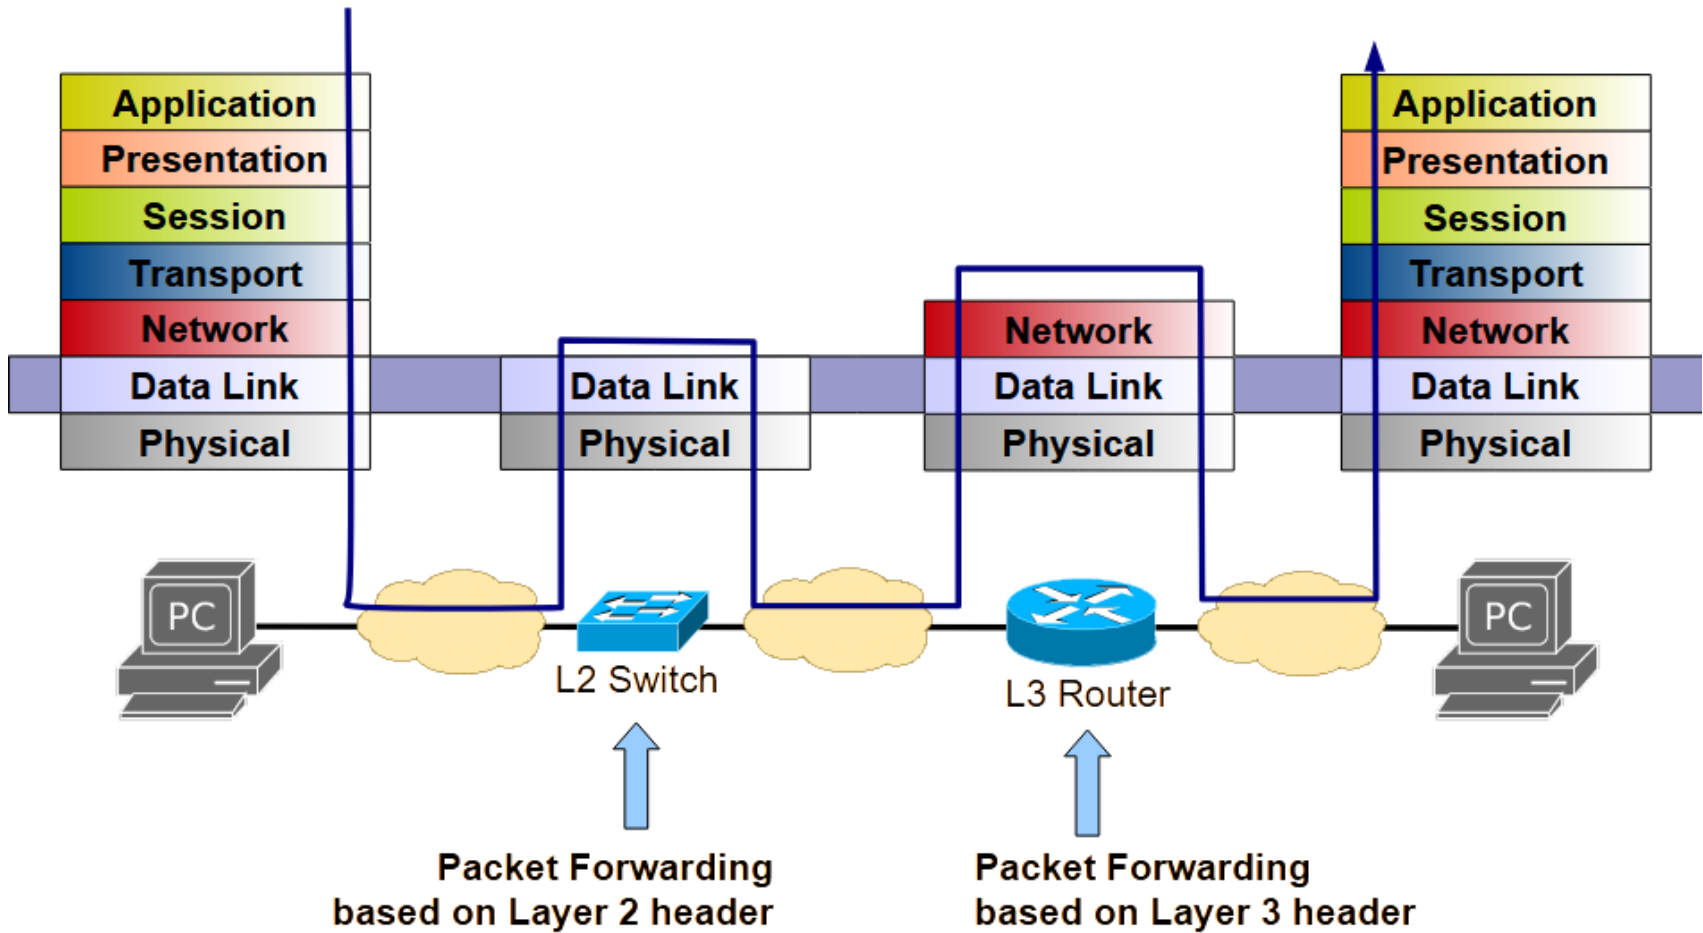 Application
Presentation
Session
Transport
Network
Data Link
Physical
Data Link
Physical
Network
Data Link
Physical
Application
Presentation
Session
Transport
Network
Data Link
Physical
PC
L2 Switch
L3 Router
PC
Packet Forwarding
based on Layer 2 header
Packet Forwarding
based on Layer 3 header